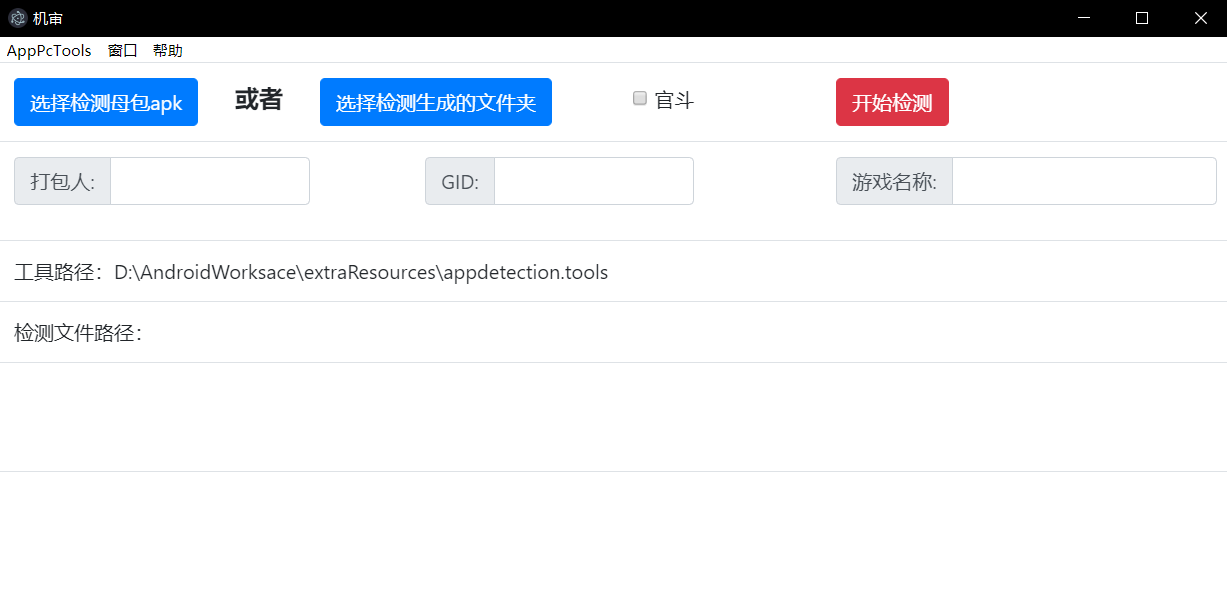 机审
AppPcTools 窗口 帮助
选择检测母包apk 或者 选择检测生成的文件夹 官斗 开始检测
打包人: GID: 游戏名称:
工具路径：D:\AndroidWorksace\extraResources\appdetection.tools
检测文件路径：